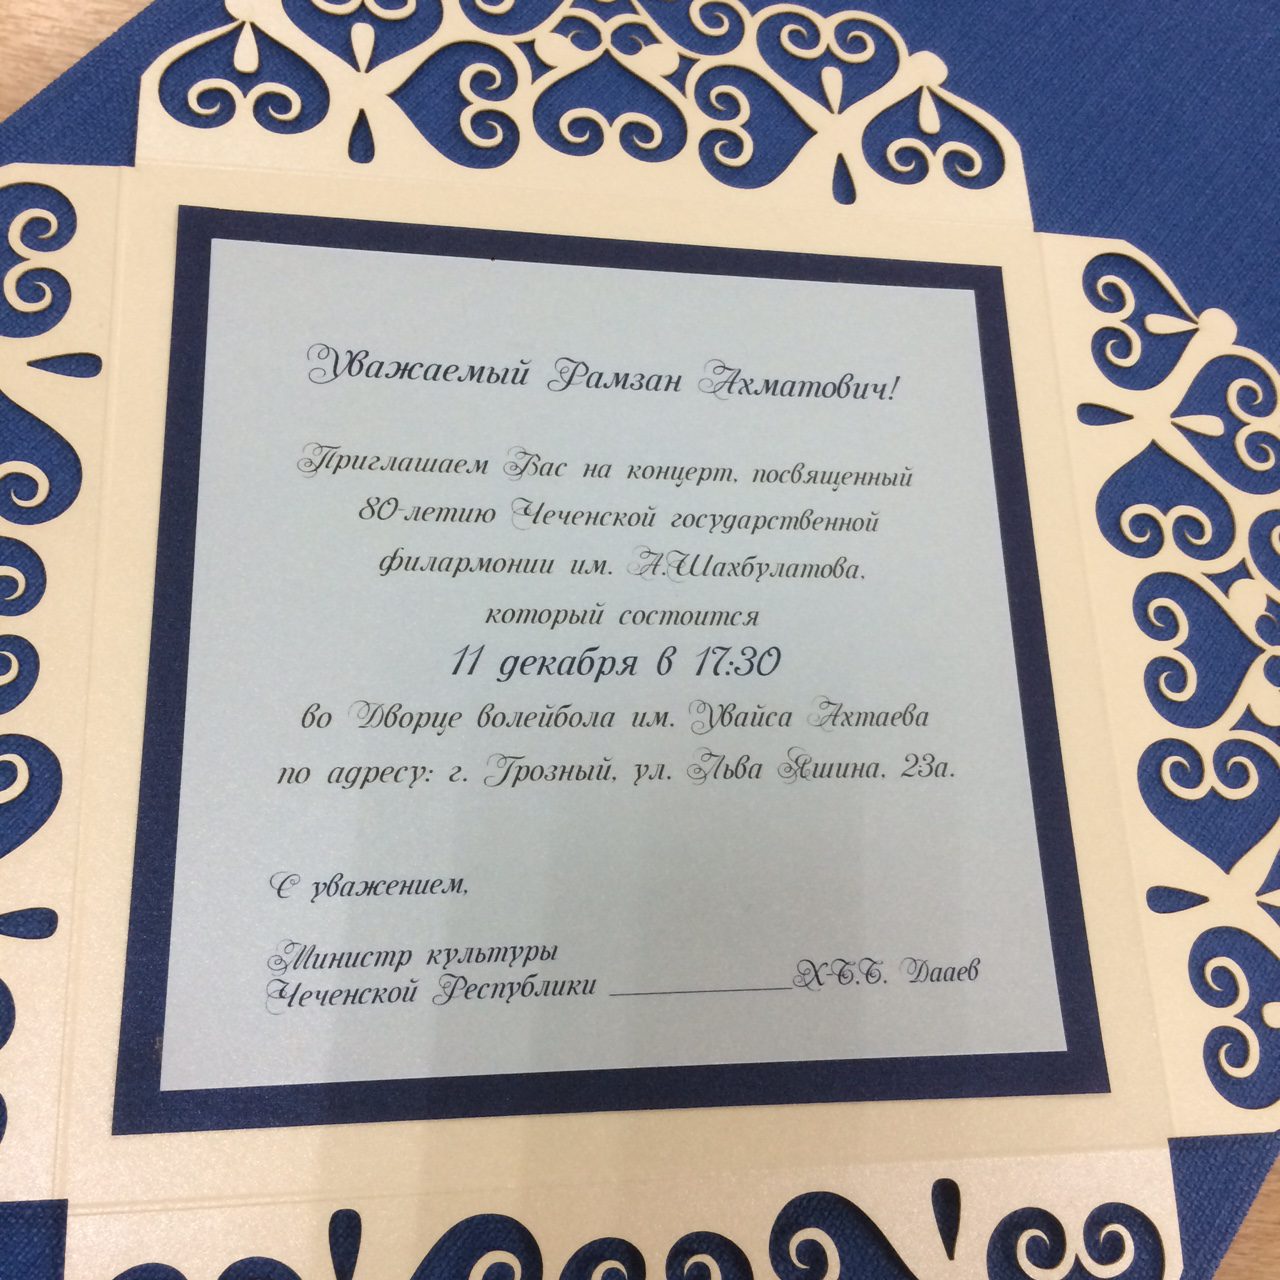 Уважаемый Рамзан Ахматович!
Приглашаем Вас на концерт, посвященный
80-летию Чеченской государственной
филармонии им. А.Шахбулатова,
который состоится
11 декабря в 17:30
во Дворце волейбола им. Увайса Ахтаева
по адресу: г. Грозный, ул. Льва Яшина, 23а.
С уважением,
Министр культуры
Чеченской Республики ______________Х-Б.Б. Дааев